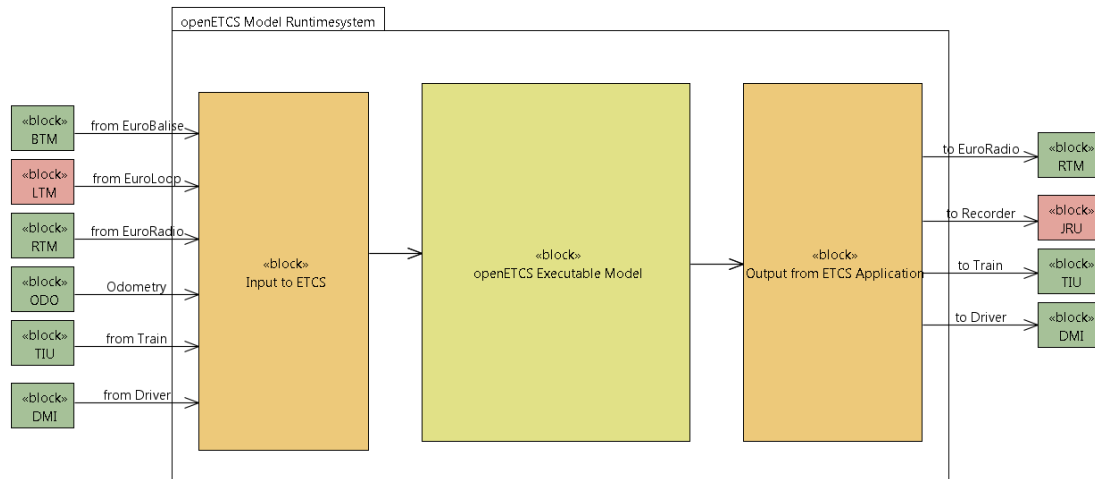 openETCS Model Runtimesystem
«block»
BTM
from EuroBalise
«block»
LTM
from EuroLoop
«block»
RTM
from EuroRadio
«block»
ODO
Odometry
«block»
TIU
from Train
«block»
DMI
from Driver
«block»
Input to ETCS
«block»
openETCS Executable Model
«block»
Output from ETCS Application
to EuroRadio
«block»
RTM
to Recorder
«block»
JRU
to Train
«block»
TIU
to Driver
«block»
DMI